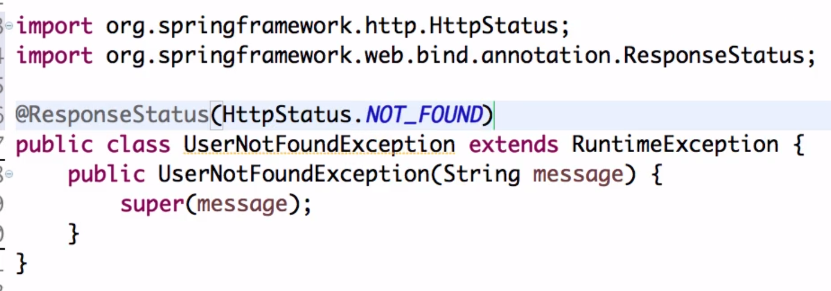 import org.springframework.http.HttpStatus;
import org.springframework.web.bind.annotation.ResponseStatus;
@ResponseStatus(HttpStatus.NOT_FOUND)
public class UserNotFoundException extends RuntimeException {
public UserNotFoundException(String message) {
super(message);
}
}